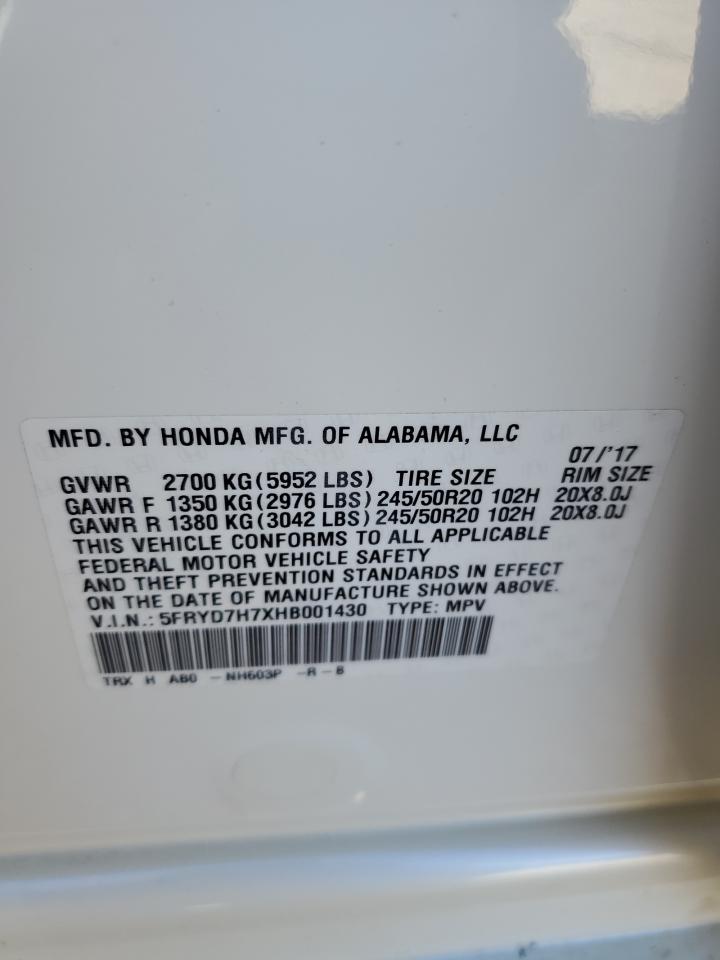 MFD. BY HONDA MFG. OF ALABAMA, LLC 07/'17
GVWR 2700 KG(5952 LBS) TIRE SIZE RIM SIZE
GAWR F 1350 KG(2976 LBS)245/50R20 102H 20X8.0J
GAWR R 1380 KG(3042 LBS)245/50R20 102H 20X8.0J
THIS VEHICLE CONFORMS TO ALL APPLICABLE
FEDERAL MOTOR VEHICLE SAFETY
AND THEFT PREVENTION STANDARDS IN EFFECT
ON THE DATE OF MANUFACTURE SHOWN ABOVE.
V.I.N.: 5FRYD7H7XHB001430 TYPE: MPV
TRX H AB0 -NH603P -R-B